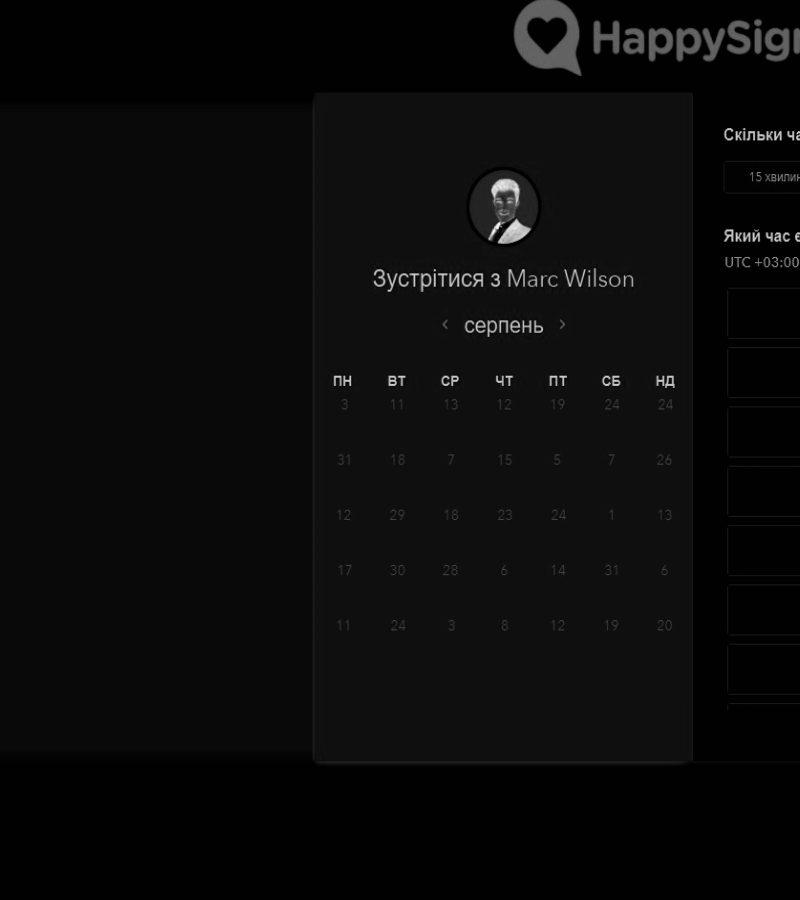 HappySig
Зустрітися з Marc Wilson
серпень
ПН ВТ СР ЧТ ПТ СБ НД
3 11 13 12 19 24 24
31 18 7 15 5 7 26
12 29 18 23 24 1 13
17 30 28 6 14 31 6
11 24 3 8 12 19 20
Скільки ча
15 хвилин
Який час є
UTC +03:00